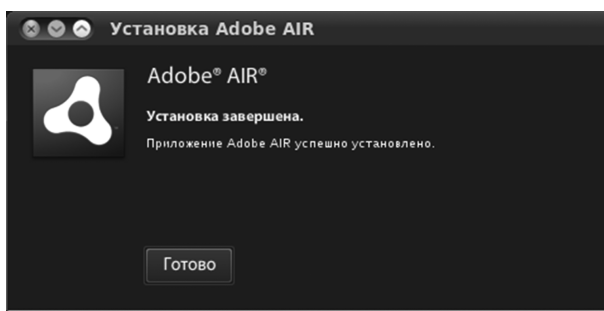 Установка Adobe AIR
Adobe® AIR®
Установка завершена.
Приложение Adobe AIR успешно установлено.
Готово